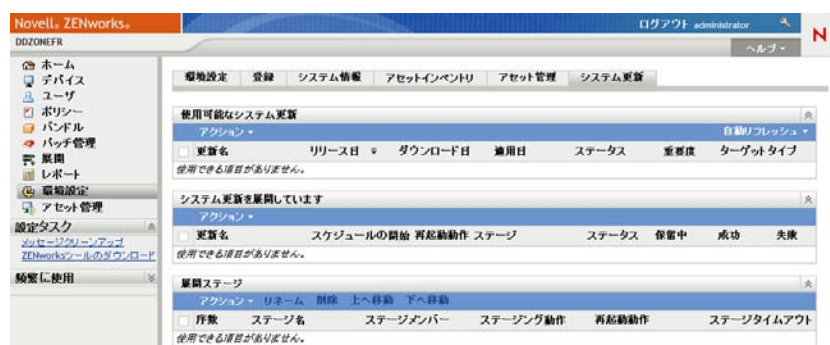 Novell® ZENworks®
ログアウト administrator
DDZONEFR
N
ヘルプ
ホーム
デバイス
ユーザ
ポリシー
バンドル
パッチ管理
展開
レポート
環境設定
アセット管理
設定タスク
メッセージクリーンアップ
ZENworksツールのダウンロード
頻繁に使用
環境設定 登録 システム情報 アセットインベントリ アセット管理 システム更新
使用可能なシステム更新
アクション 自動リフレッシュ
更新名 リリース日 ダウンロード日 適用日 ステータス 重要度 ターゲットタイプ
使用できる項目がありません。
システム更新を展開しています
アクション
更新名 スケジュールの開始 再起動動作 ステージ ステータス 保留中 成功 失敗
使用できる項目がありません。
展開ステージ
アクション リネーム 削除 上へ移動 下へ移動
序数 ステージ名 ステージメンバー ステージング動作 再起動動作 ステージタイムアウト
使用できる項目がありません。